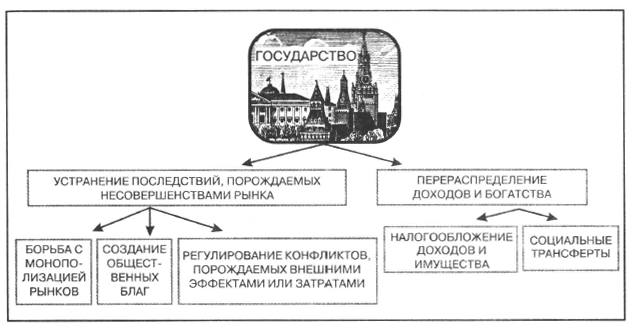 ГОСУДАРСТВО
УСТРАНЕНИЕ ПОСЛЕДСТВИЙ, ПОРОЖДАЕМЫХ
НЕСОВЕРШЕНСТВАМИ РЫНКА
ПЕРЕРАСПРЕДЕЛЕНИЕ
ДОХОДОВ И БОГАТСТВА
БОРЬБА С
МОНОПО-
ЛИЗАЦИЕЙ
РЫНКОВ
СОЗДАНИЕ
ОБЩЕСТ-
ВЕННЫХ
БЛАГ
РЕГУЛИРОВАНИЕ КОНФЛИКТОВ,
ПОРОЖДАЕМЫХ ВНЕШНИМИ
ЭФФЕКТАМИ ИЛИ ЗАТРАТАМИ
НАЛОГООБЛОЖЕНИЕ
ДОХОДОВ И
ИМУЩЕСТВА
СОЦИАЛЬНЫЕ
ТРАНСФЕРТЫ